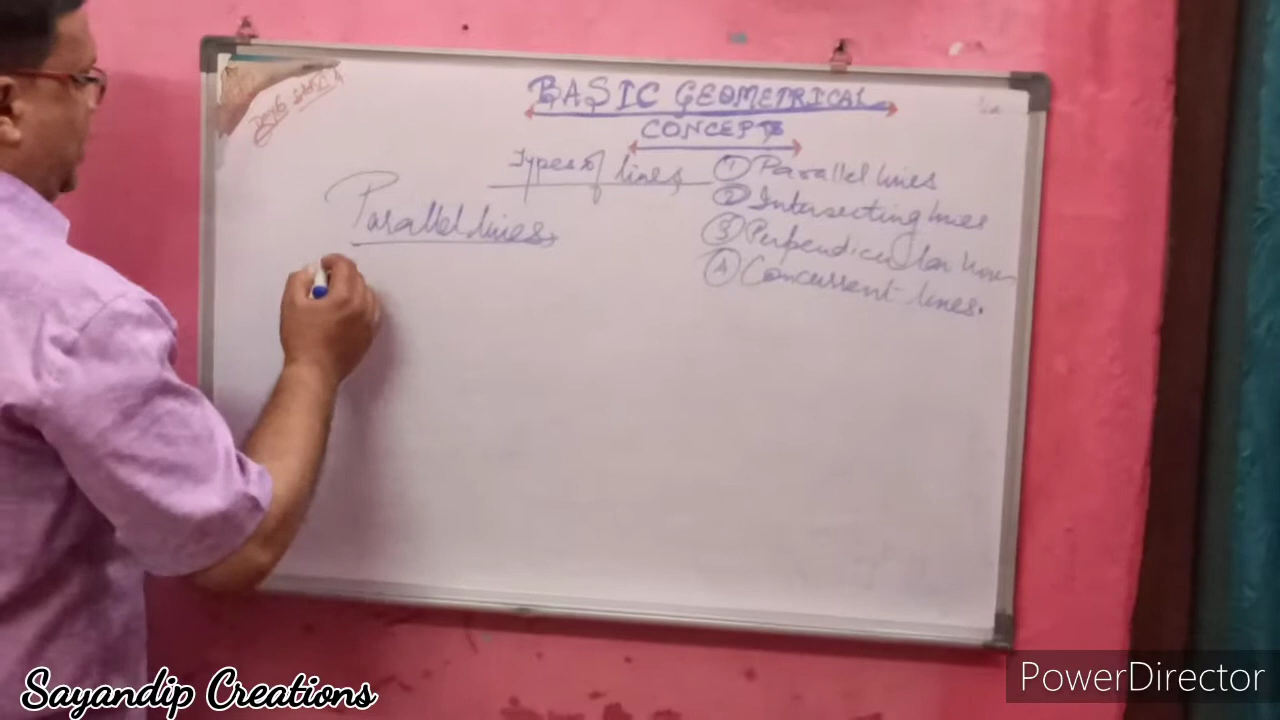 BASIC GEOMETRICAL
CONCEPTS
Types of lines
① Parallel lines
② Intersecting lines
③ Perpendicular lines
④ Concurrent lines.
Parallel lines
Sayandip Creations
PowerDirector